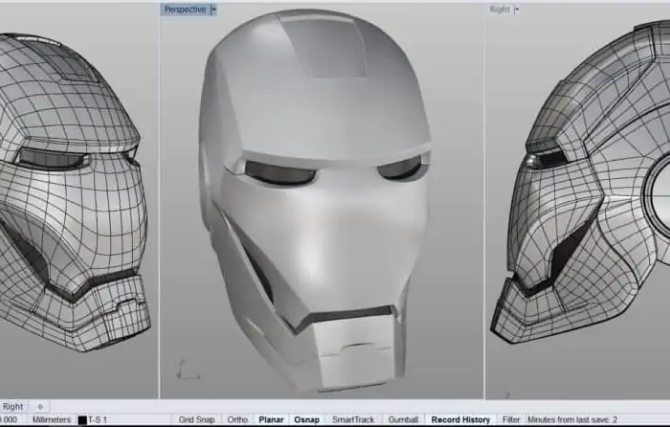 Perspective
Right
Right
000 Millimeters T-S 1 Grid Snap Ortho Planar Osnap SmartTrack Gumball Record History Filter Minutes from last save: 2